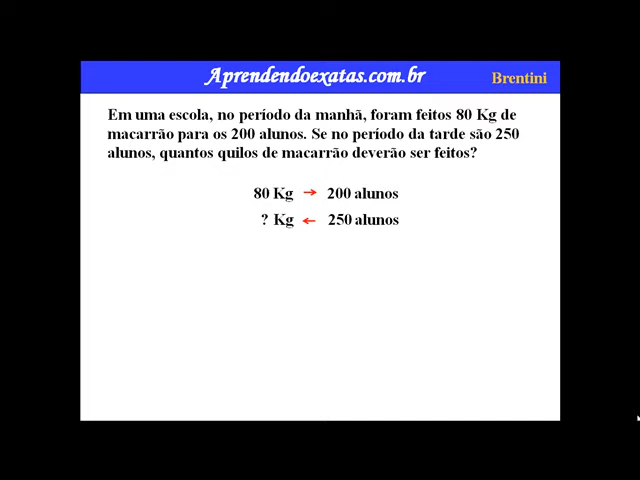 Aprendendoexatas.com.br
Brentini
Em uma escola, no período da manhã, foram feitos 80 Kg de
macarrão para os 200 alunos. Se no período da tarde são 250
alunos, quantos quilos de macarrão deverão ser feitos?
80 Kg → 200 alunos
? Kg ← 250 alunos